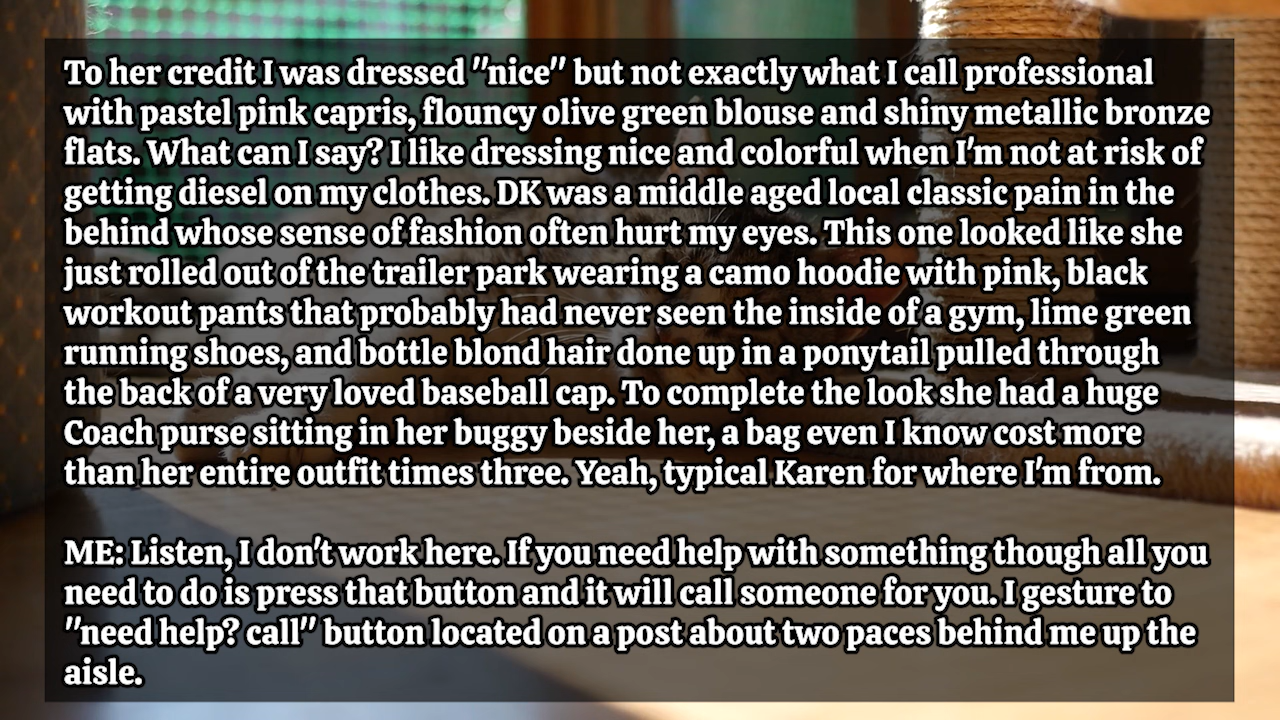 To her credit I was dressed "nice" but not exactly what I call professional
with pastel pink capris, flouncy olive green blouse and shiny metallic bronze
flats. What can I say? I like dressing nice and colorful when I'm not at risk of
getting diesel on my clothes. DK was a middle aged local classic pain in the
behind whose sense of fashion often hurt my eyes. This one looked like she
just rolled out of the trailer park wearing a camo hoodie with pink, black
workout pants that probably had never seen the inside of a gym, lime green
running shoes, and bottle blond hair done up in a ponytail pulled through
the back of a very loved baseball cap. To complete the look she had a huge
Coach purse sitting in her buggy beside her, a bag even I know cost more
than her entire outfit times three. Yeah, typical Karen for where I'm from.
ME: Listen, I don't work here. If you need help with something though all you
need to do is press that button and it will call someone for you. I gesture to
"need help? call" button located on a post about two paces behind me up the
aisle.